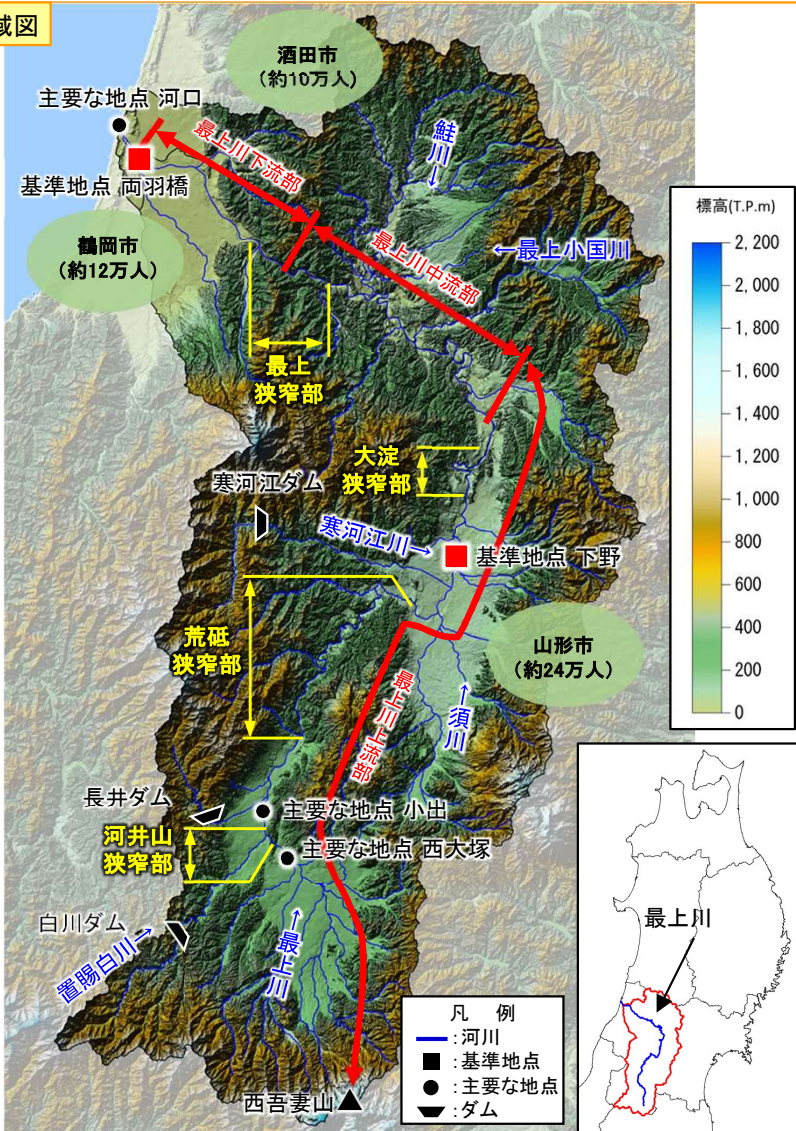 域図
酒田市
(約10万人)
主要な地点 河口
基準地点 両羽橋
最上川下流部
鮭川
→
鶴岡市
(約12万人)
最上川中流部
←最上小国川
最上
狭窄部
大淀
狭窄部
寒河江ダム
寒河江川→
基準地点 下野
荒砥
狭窄部
山形市
(約24万人)
最上川上流部
←須川
長井ダム
主要な地点 小出
河井山
狭窄部
主要な地点 西大塚
白川ダム
置賜白川→
←最上川
西吾妻山
標高(T.P.m)
2,200
2,000
1,800
1,600
1,400
1,200
1,000
800
600
400
200
0
凡 例
:河川
:基準地点
:主要な地点
:ダム
最上川